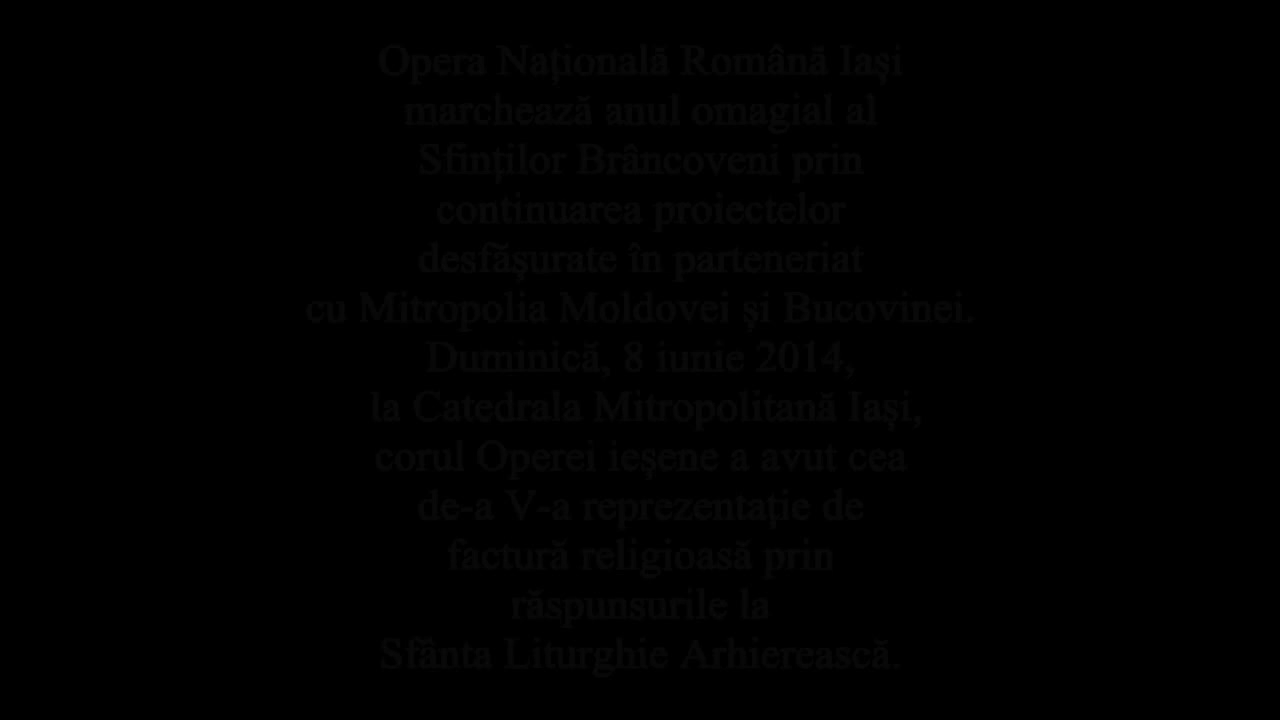 Opera Națională Română Iași
marchează anul omagial al
Sfinților Brâncoveni prin
continuarea proiectelor
desfășurate în parteneriat
cu Mitropolia Moldovei și Bucovinei.
Duminică, 8 iunie 2014,
la Catedrala Mitropolitană Iași,
corul Operei ieșene a avut cea
de-a V-a reprezentație de
factură religioasă prin
răspunsurile la
Sfânta Liturghie Arhierească.